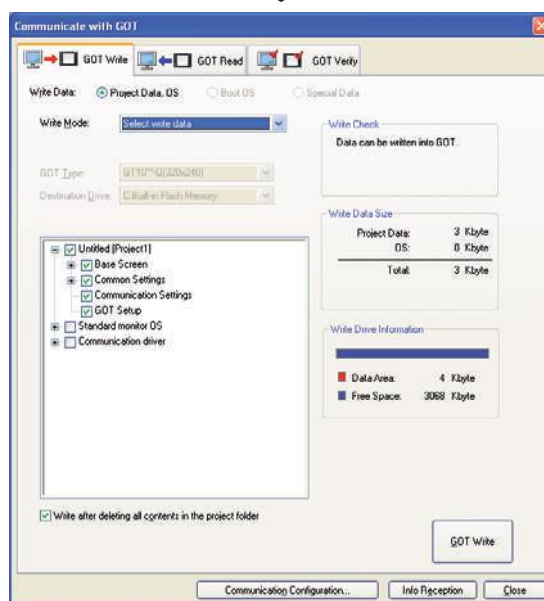 Communicate with GOT
GOT Write GOT Read GOT Verify
Write Data: Project Data, OS Boot OS Special Data
Write Mode: Select write data
GOT Type: GT10**-Q(320x240)
Destination Drive: C:Built-in Flash Memory
Untitled [Project1]
Base Screen
Common Settings
Communication Settings
GOT Setup
Standard monitor OS
Communication driver
Write Check
Data can be written into GOT.
Write Data Size
Project Data: 3 Kbyte
OS: 0 Kbyte
Total: 3 Kbyte
Write Drive Information
Data Area: 4 Kbyte
Free Space: 3068 Kbyte
Write after deleting all contents in the project folder
GOT Write
Communication Configuration... Info Reception Close